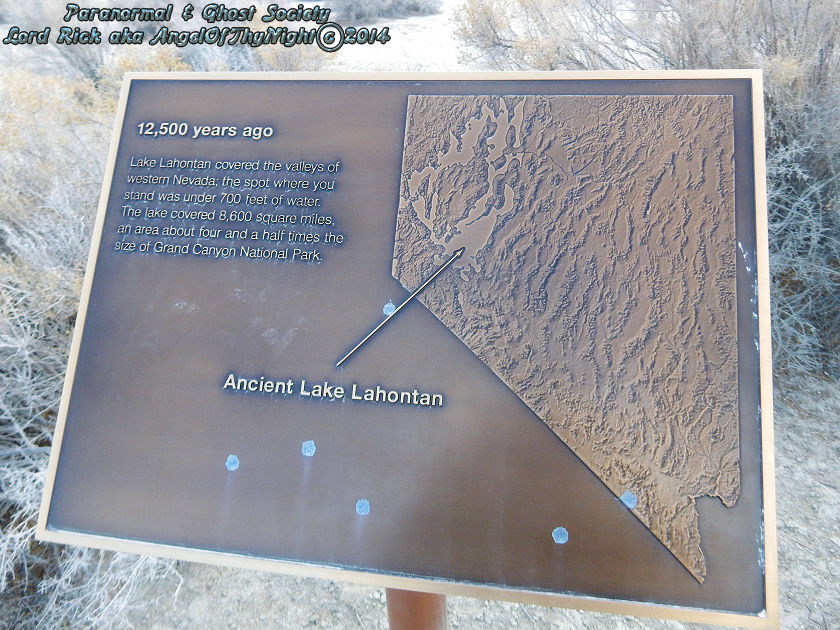 Paranormal & Ghost Society
Lord Rick aka AngelOfThyNight©2014
12,500 years ago
Lake Lahontan covered the valleys of
western Nevada; the spot where you
stand was under 700 feet of water.
The lake covered 8,600 square miles,
an area about four and a half times the
size of Grand Canyon National Park.
Ancient Lake Lahontan